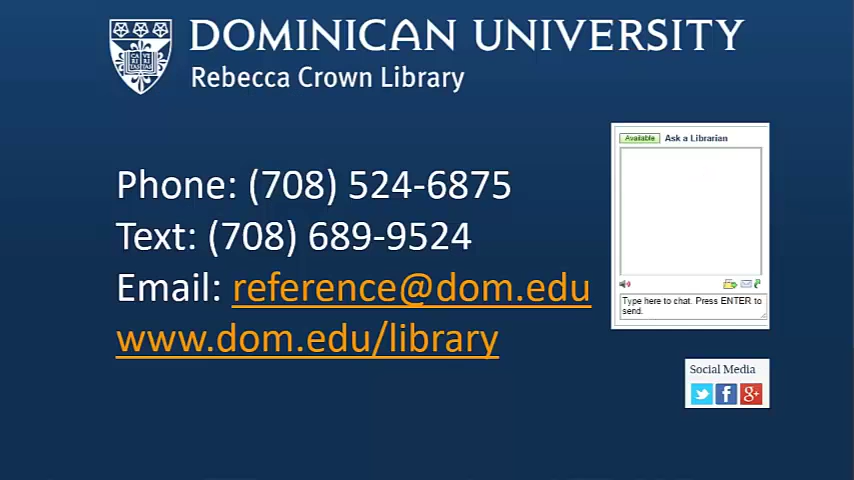 DOMINICAN UNIVERSITY
Rebecca Crown Library
Available Ask a Librarian
Phone: (708) 524-6875
Text: (708) 689-9524
Email: reference@dom.edu
www.dom.edu/library
Type here to chat. Press ENTER to
send.
Social Media